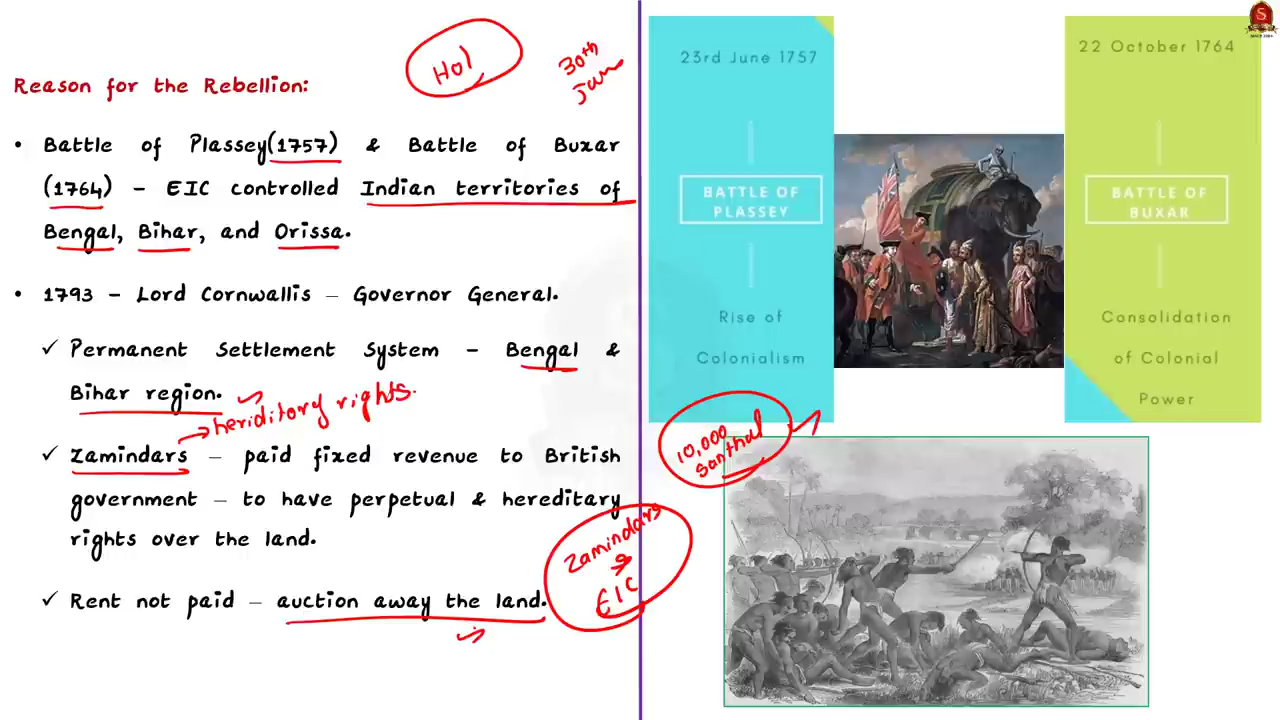 Reason for the Rebellion:
Hol
30th
June
• Battle of Plassey(1757) & Battle of Buxar
(1764) – EIC controlled Indian territories of
Bengal, Bihar, and Orissa.
• 1793 – Lord Cornwallis – Governor General.
✓ Permanent Settlement System – Bengal &
Bihar region.
heriditory rights.
✓ Zamindars – paid fixed revenue to British
government – to have perpetual & hereditary
rights over the land.
Zamindars
EIC
✓ Rent not paid – auction away the land.
23rd June 1757
BATTLE OF
PLASSEY
Rise of
Colonialism
22 October 1764
BATTLE OF
BUXAR
Consolidation
of Colonial
Power
10,000
Santhal